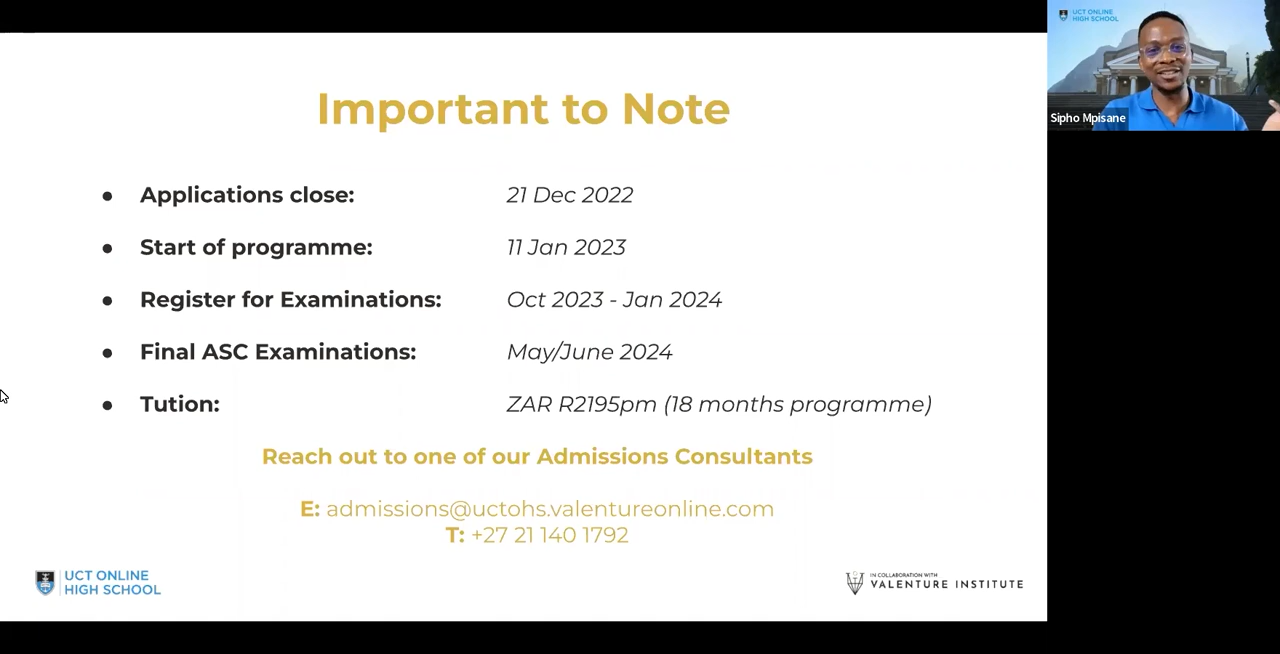 Important to Note
● Applications close: 21 Dec 2022
● Start of programme: 11 Jan 2023
● Register for Examinations: Oct 2023 - Jan 2024
● Final ASC Examinations: May/June 2024
● Tution: ZAR R2195pm (18 months programme)
Reach out to one of our Admissions Consultants
E: admissions@uctohs.valentureonline.com
T: +27 21 140 1792
UCT ONLINE
HIGH SCHOOL
IN COLLABORATION WITH
VALENTURE INSTITUTE
UCT ONLINE
HIGH SCHOOL
Sipho Mpisane